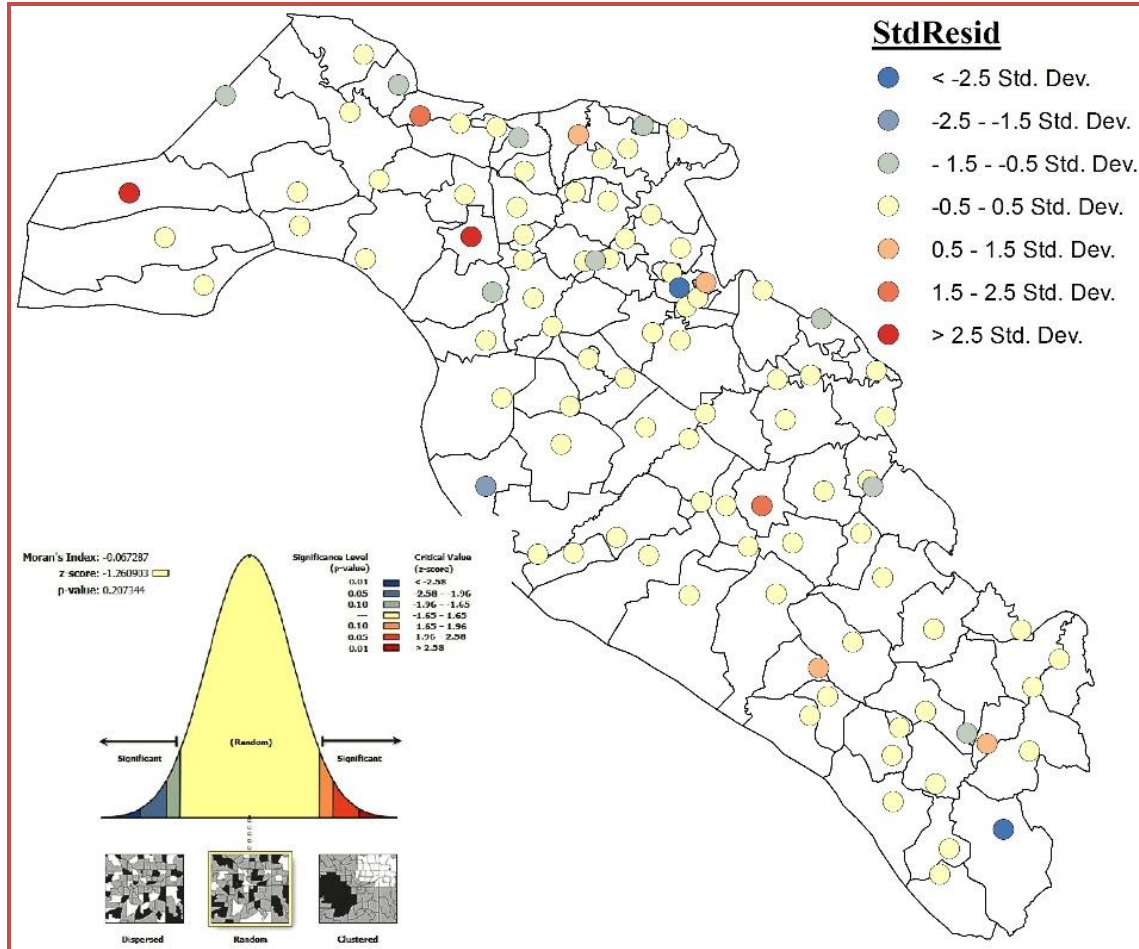 StdResid
< -2.5 Std. Dev.
-2.5 - -1.5 Std. Dev.
- 1.5 - -0.5 Std. Dev.
-0.5 - 0.5 Std. Dev.
0.5 - 1.5 Std. Dev.
1.5 - 2.5 Std. Dev.
> 2.5 Std. Dev.
Moran's Index: -0.067287
z score: -1.260903
p-value: 0.207344
Significance Level Critical Value
(p-value) (z-score)
0.01 < -2.58
0.05 -2.58 - -1.96
0.10 -1.96 - -1.65
--- -1.65 - 1.65
0.10 1.65 - 1.96
0.05 1.96 2.58
0.01 > 2.58
(Random)
Significant Significant
Dispersed Random Clustered